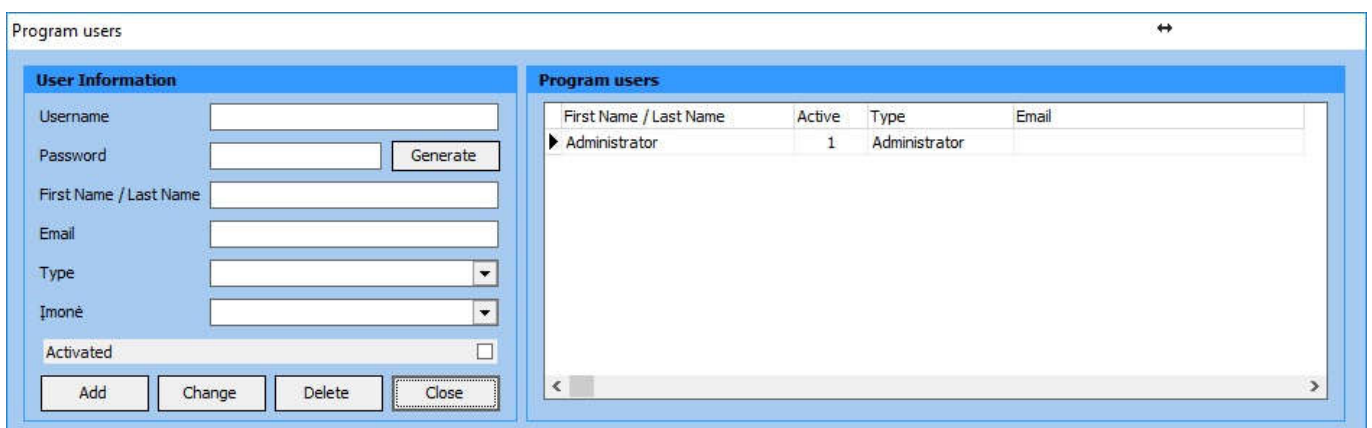 Program users
User Information
Username
Password
Generate
First Name / Last Name
Email
Type
Įmonė
Activated
Add Change Delete Close
Program users
First Name / Last Name Active Type Email
Administrator 1 Administrator